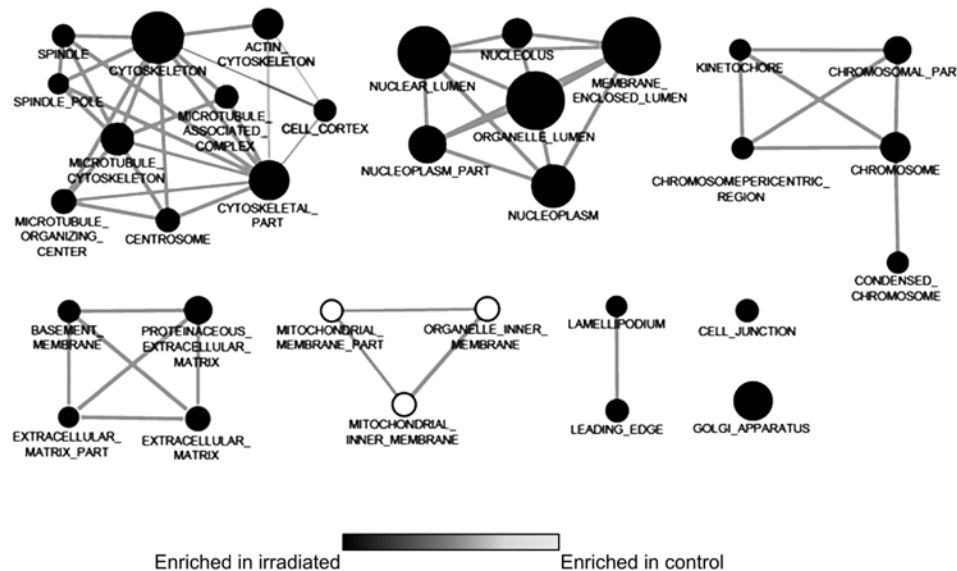 SPINDLE
CYTOSKELETON
ACTIN_
CYTOSKELETON
SPINDLE_POLE
MICROTUBULE_
ASSOCIATED_
COMPLEX
CELL_CORTEX
MICROTUBULE_
CYTOSKELETON
CYTOSKELETAL_
PART
MICROTUBULE_
ORGANIZING_
CENTER
CENTROSOME
NUCLEOLUS
NUCLEAR_LUMEN
MEMBRANE_
ENCLOSED_LUMEN
ORGANELLE_LUMEN
NUCLEOPLASM_PART
NUCLEOPLASM
KINETOCHORE
CHROMOSOMAL_PART
CHROMOSOMEPERICENTRIC_
REGION
CHROMOSOME
CONDENSED_
CHROMOSOME
BASEMENT_
MEMBRANE
PROTEINACEOUS_
EXTRACELLULAR_
MATRIX
EXTRACELLULAR_
MATRIX_PART
EXTRACELLULAR_
MATRIX
MITOCHONDRIAL_
MEMBRANE_PART
ORGANELLE_INNER_
MEMBRANE
MITOCHONDRIAL_
INNER_MEMBRANE
LAMELLIPODIUM
LEADING_EDGE
CELL_JUNCTION
GOLGI_APPARATUS
Enriched in irradiated
Enriched in control